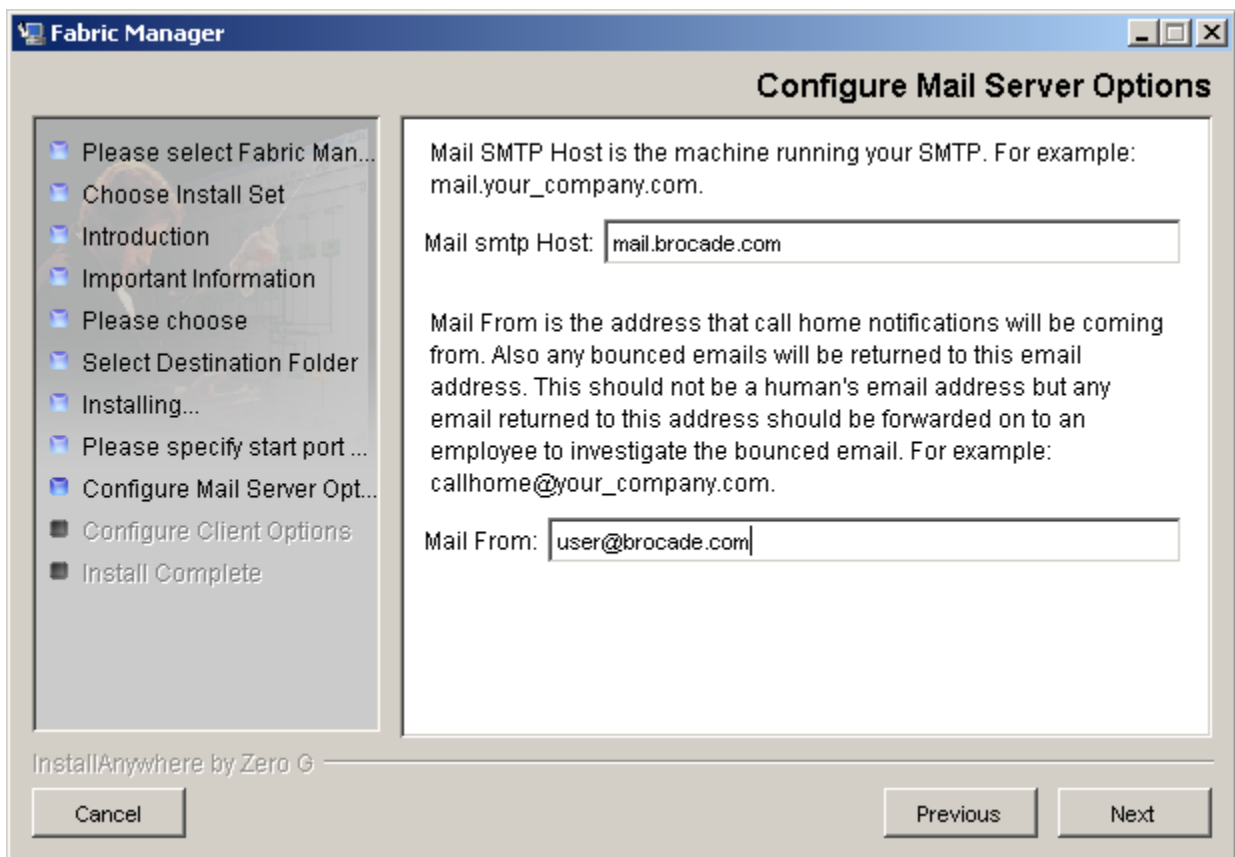 Fabric Manager
Configure Mail Server Options
Please select Fabric Man...
Choose Install Set
Introduction
Important Information
Please choose
Select Destination Folder
Installing...
Please specify start port ...
Configure Mail Server Opt...
Configure Client Options
Install Complete
Mail SMTP Host is the machine running your SMTP. For example:
mail.your_company.com.
Mail smtp Host: mail.brocade.com
Mail From is the address that call home notifications will be coming
from. Also any bounced emails will be returned to this email
address. This should not be a human's email address but any
email returned to this address should be forwarded on to an
employee to investigate the bounced email. For example:
callhome@your_company.com.
Mail From: user@brocade.com
InstallAnywhere by Zero G
Cancel
Previous
Next